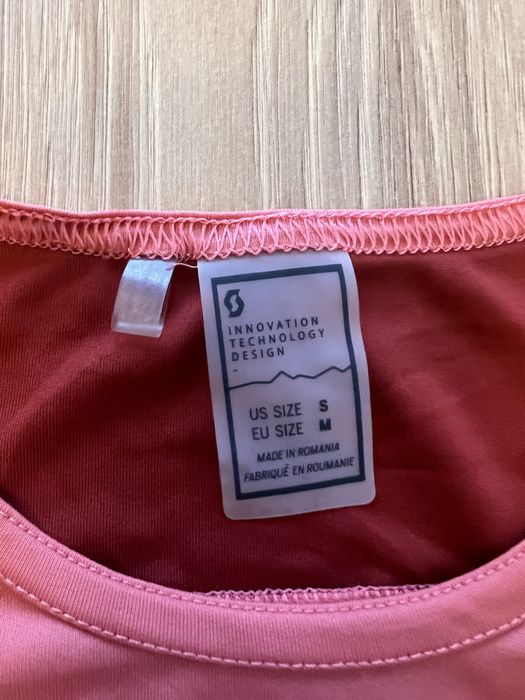 INNOVATION
TECHNOLOGY
DESIGN
-
US SIZE S
EU SIZE M
MADE IN ROMANIA
FABRIQUÉ EN ROUMANIE